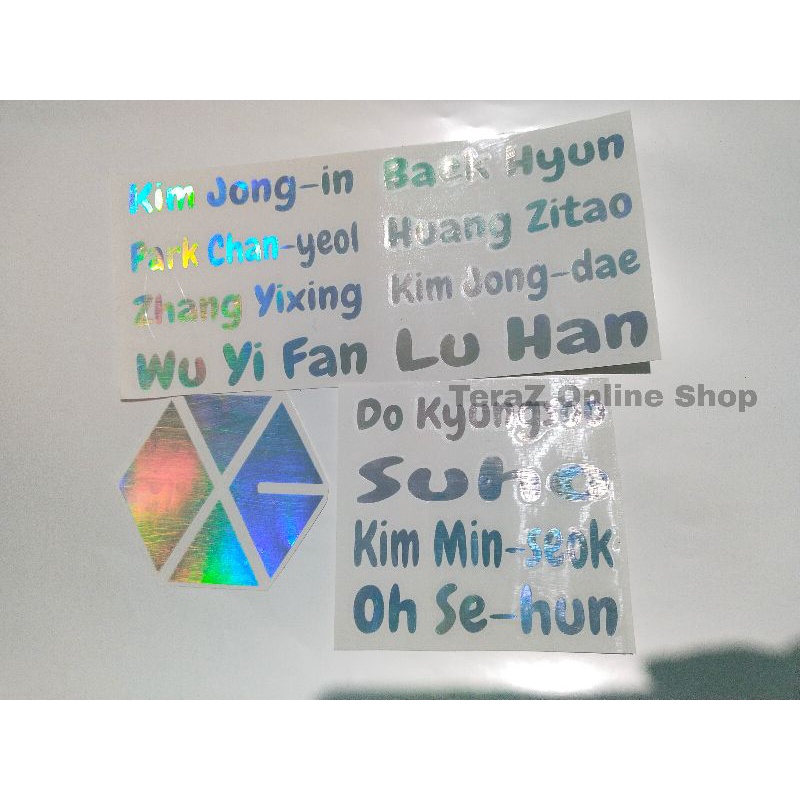 Kim Jong-in
Park Chan-yeol
Zhang Yixing
Wu Yi Fan
Baek Hyun
Huang Zitao
Kim Jong-dae
Lu Han
TeraZ Online Shop
Do
Suho
Kim Min-seok
Oh Se-hun